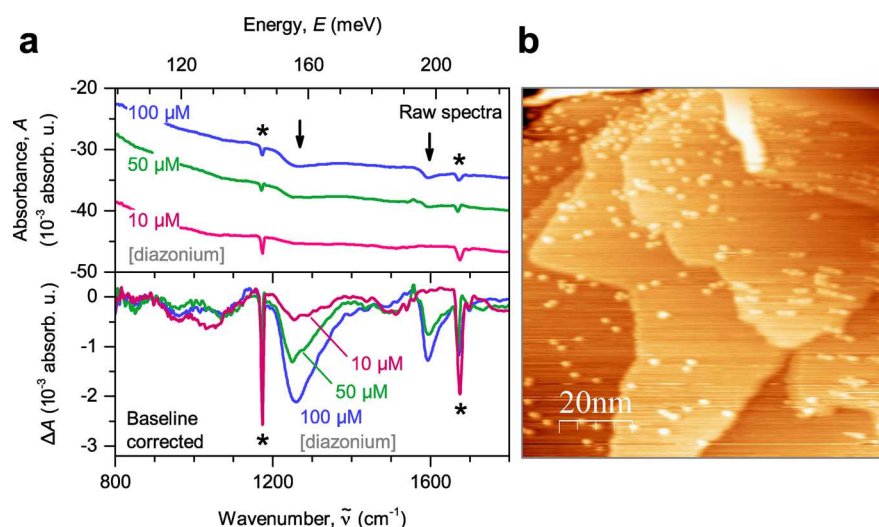 a
b
Energy, E (meV)
120 140 160 200
-20
-30
-40
-50
Absorbance, A
(10⁻³ absorb. u.)
100 µM
50 µM
10 µM
[diazonium]
Raw spectra
*
*
0
-1
-2
-3
ΔA (10⁻³ absorb. u.)
10 µM
50 µM
100 µM
[diazonium]
Baseline
corrected
*
*
800 1200 1600
Wavenumber, ṽ (cm⁻¹)
20nm